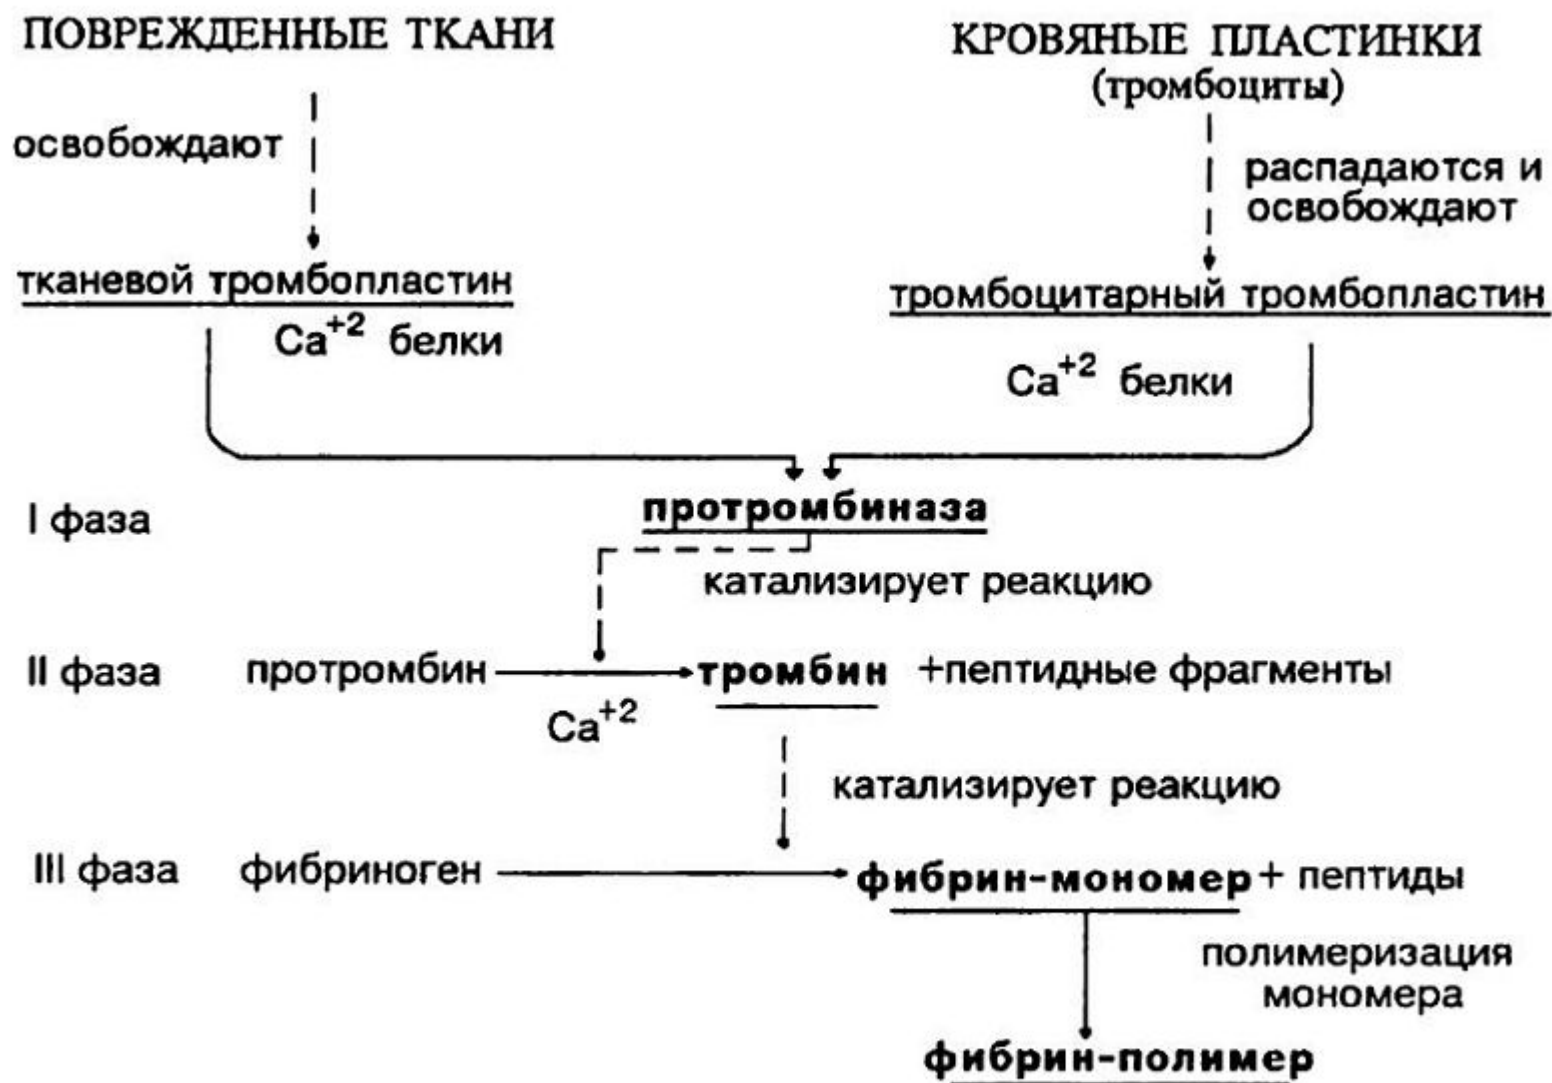 ПОВРЕЖДЕННЫЕ ТКАНИ
КРОВЯНЫЕ ПЛАСТИНКИ
(тромбоциты)
освобождают
распадаются и
освобождают
тканевой тромбопластин
тромбоцитарный тромбопластин
Ca+2 белки
Ca+2 белки
I фаза
протромбиназа
катализирует реакцию
II фаза протромбин тромбин +пептидные фрагменты
Ca+2
катализирует реакцию
III фаза фибриноген фибрин-мономер + пептиды
полимеризация
мономера
фибрин-полимер